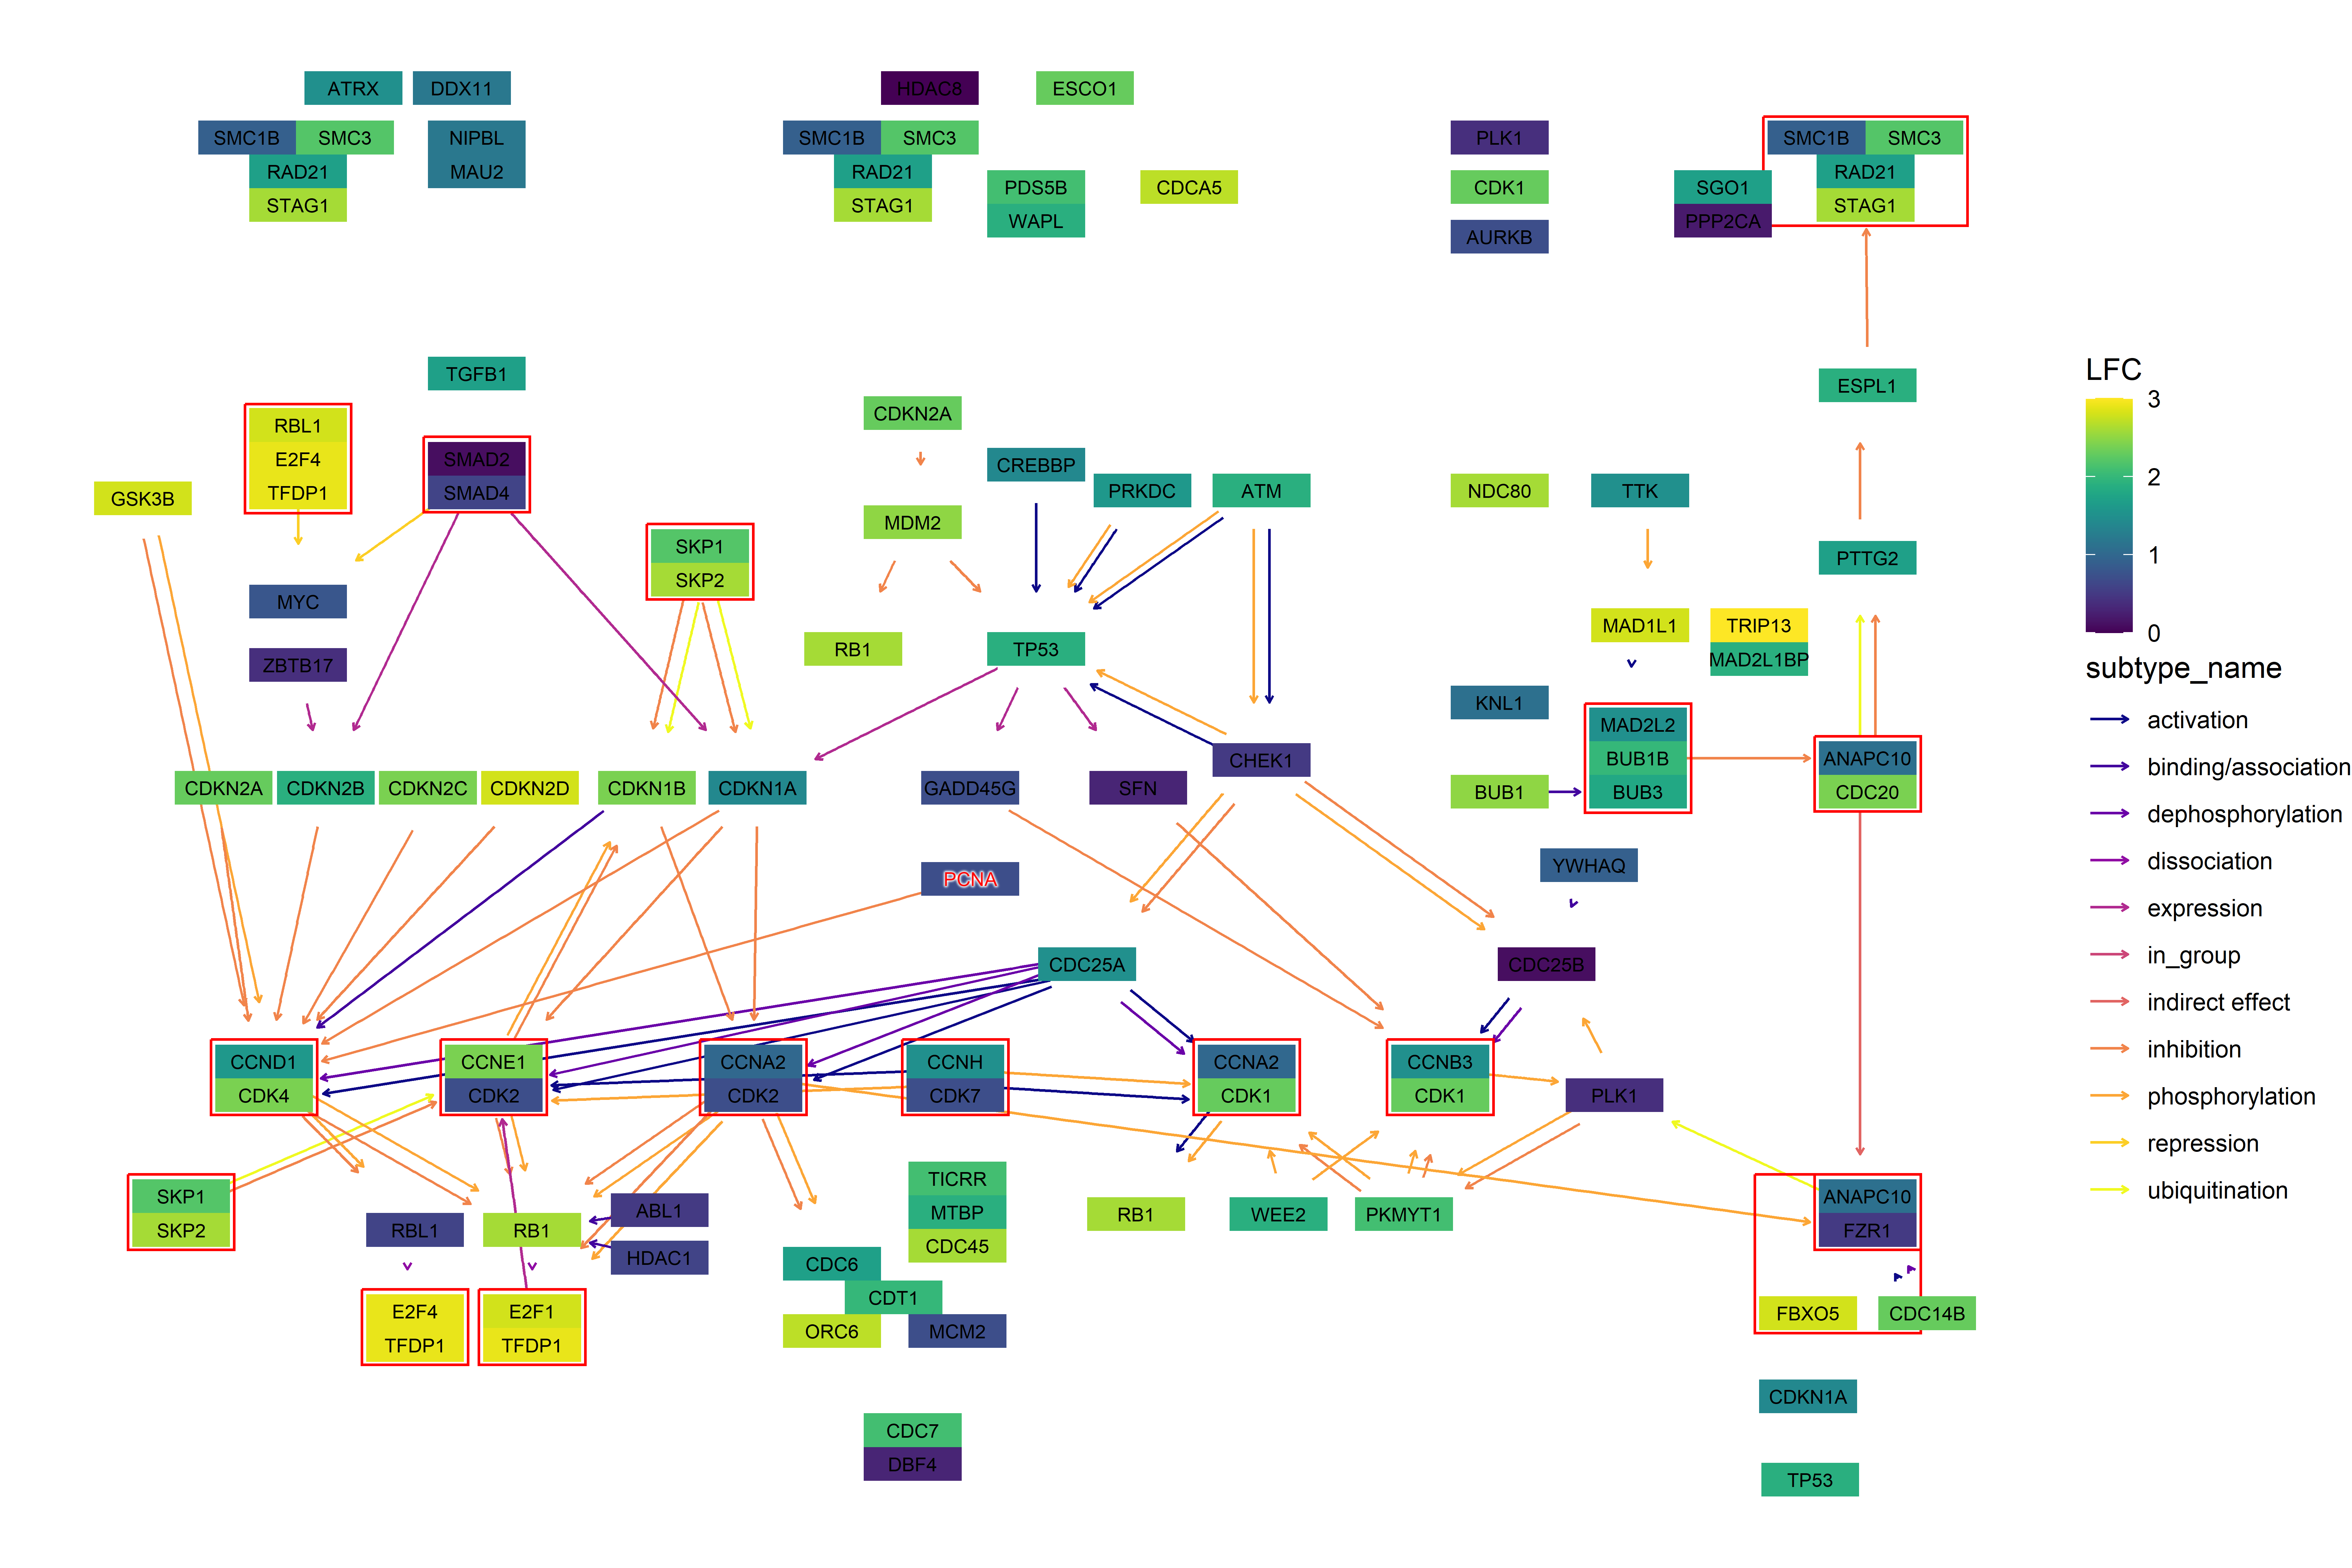 ATRX DDX11 HDAC8 ESCO1
SMC1B SMC3 NIPBL SMC1B SMC3 PLK1 SMC1B SMC3
RAD21 MAU2 RAD21 RAD21
PDS5B CDCA5 CDK1 SGO1
STAG1 STAG1 STAG1
WAPL PPP2CA
AURKB
TGFB1 ESPL1
LFC
3
2
1
0
RBL1 CDKN2A
E2F4 SMAD2 CREBBP
TFDP1 SMAD4 PRKDC ATM NDC80 TTK
GSK3B
MDM2
SKP1 PTTG2
SKP2
MYC MAD1L1 TRIP13
ZBTB17 RB1 TP53 MAD2L1BP
KNL1 MAD2L2
CHEK1 BUB1B ANAPC10
CDKN2A CDKN2B CDKN2C CDKN2D CDKN1B CDKN1A GADD45G SFN BUB1 BUB3 CDC20
PCNA YWHAQ
CDC25A CDC25B
CCND1 CCNE1 CCNA2 CCNH CCNA2 CCNB3
CDK4 CDK2 CDK2 CDK7 CDK1 CDK1 PLK1
SKP1 TICRR ANAPC10
SKP2 RBL1 RB1 ABL1 MTBP RB1 WEE2 PKMYT1 FZR1
HDAC1 CDC45
CDC6
E2F4 E2F1 CDT1 FBXO5 CDC14B
TFDP1 TFDP1 ORC6 MCM2
CDKN1A
CDC7
DBF4 TP53
subtype_name
activation
binding/association
dephosphorylation
dissociation
expression
in_group
indirect effect
inhibition
phosphorylation
repression
ubiquitination